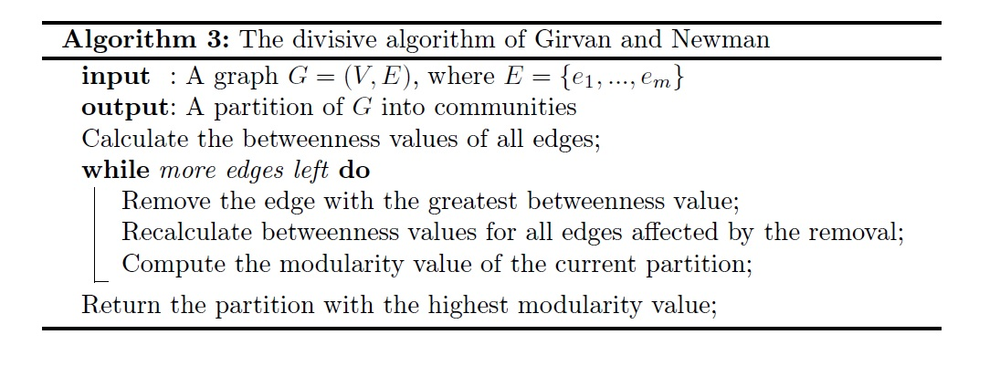 Algorithm 3: The divisive algorithm of Girvan and Newman
input : A graph G = (V, E), where E = {e₁, ..., eₘ}
output: A partition of G into communities
Calculate the betweenness values of all edges;
while more edges left do
Remove the edge with the greatest betweenness value;
Recalculate betweenness values for all edges affected by the removal;
Compute the modularity value of the current partition;
Return the partition with the highest modularity value;